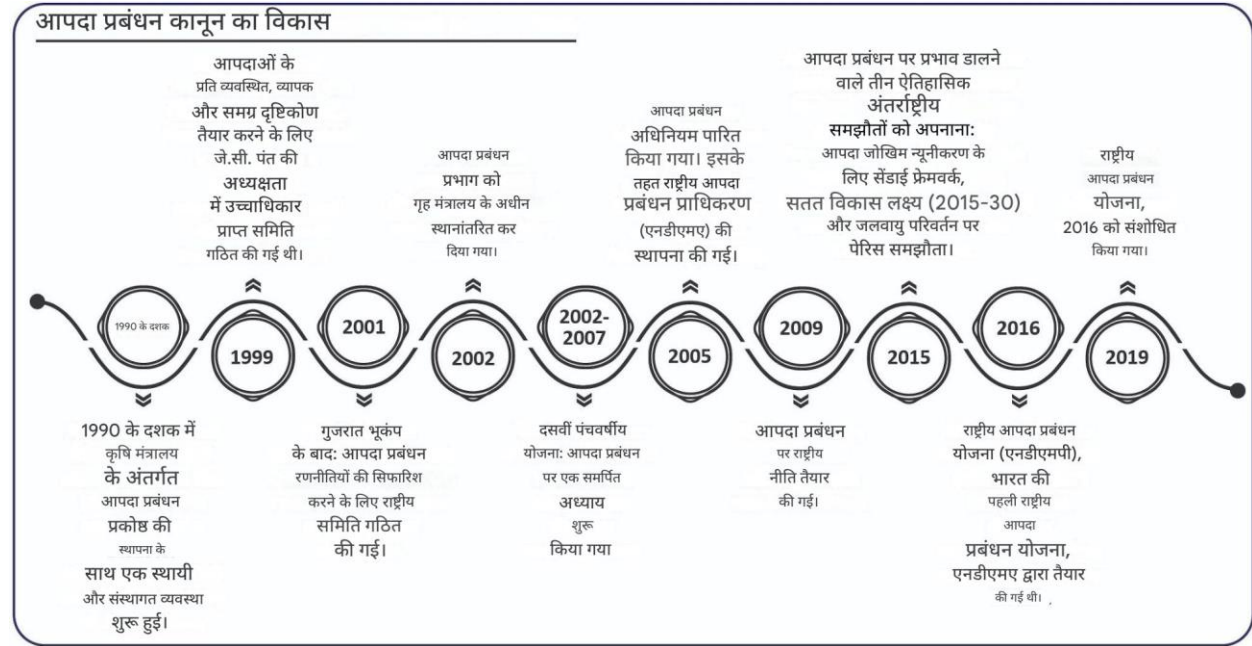 आपदा प्रबंधन कानून का विकास
आपदाओं के
प्रति व्यवस्थित, व्यापक
और समग्र दृष्टिकोण
तैयार करने के लिए
जे.सी. पंत की
अध्यक्षता
में उच्चाधिकार
प्राप्त समिति
गठित की गई थी।
आपदा प्रबंधन
प्रभाग को
गृह मंत्रालय के अधीन
स्थानांतरित कर
दिया गया।
आपदा प्रबंधन
अधिनियम पारित
किया गया। इसके
तहत राष्ट्रीय आपदा
प्रबंधन प्राधिकरण
(एनडीएमए) की
स्थापना की गई।
आपदा प्रबंधन पर प्रभाव डालने
वाले तीन ऐतिहासिक
अंतर्राष्ट्रीय
समझौतों को अपनाना:
आपदा जोखिम न्यूनीकरण के
लिए सेंडाई फ्रेमवर्क,
सतत विकास लक्ष्य (2015-30)
और जलवायु परिवर्तन पर
पेरिस समझौता।
राष्ट्रीय
आपदा प्रबंधन
योजना,
2016 को संशोधित
किया गया।
1990 के दशक
1999
2001
2002
2002-
2007
2005
2009
2015
2016
2019
1990 के दशक में
कृषि मंत्रालय
के अंतर्गत
आपदा प्रबंधन
प्रकोष्ठ की
स्थापना के
साथ एक स्थायी
और संस्थागत व्यवस्था
शुरू हुई।
गुजरात भूकंप
के बाद: आपदा प्रबंधन
रणनीतियों की सिफारिश
करने के लिए राष्ट्रीय
समिति गठित
की गई।
दसवीं पंचवर्षीय
योजना: आपदा प्रबंधन
पर एक समर्पित
अध्याय
शुरू
किया गया
आपदा प्रबंधन
पर राष्ट्रीय
नीति तैयार
की गई।
राष्ट्रीय आपदा प्रबंधन
योजना (एनडीएमपी),
भारत की
पहली राष्ट्रीय
आपदा
प्रबंधन योजना,
एनडीएमए द्वारा तैयार
की गई थी।